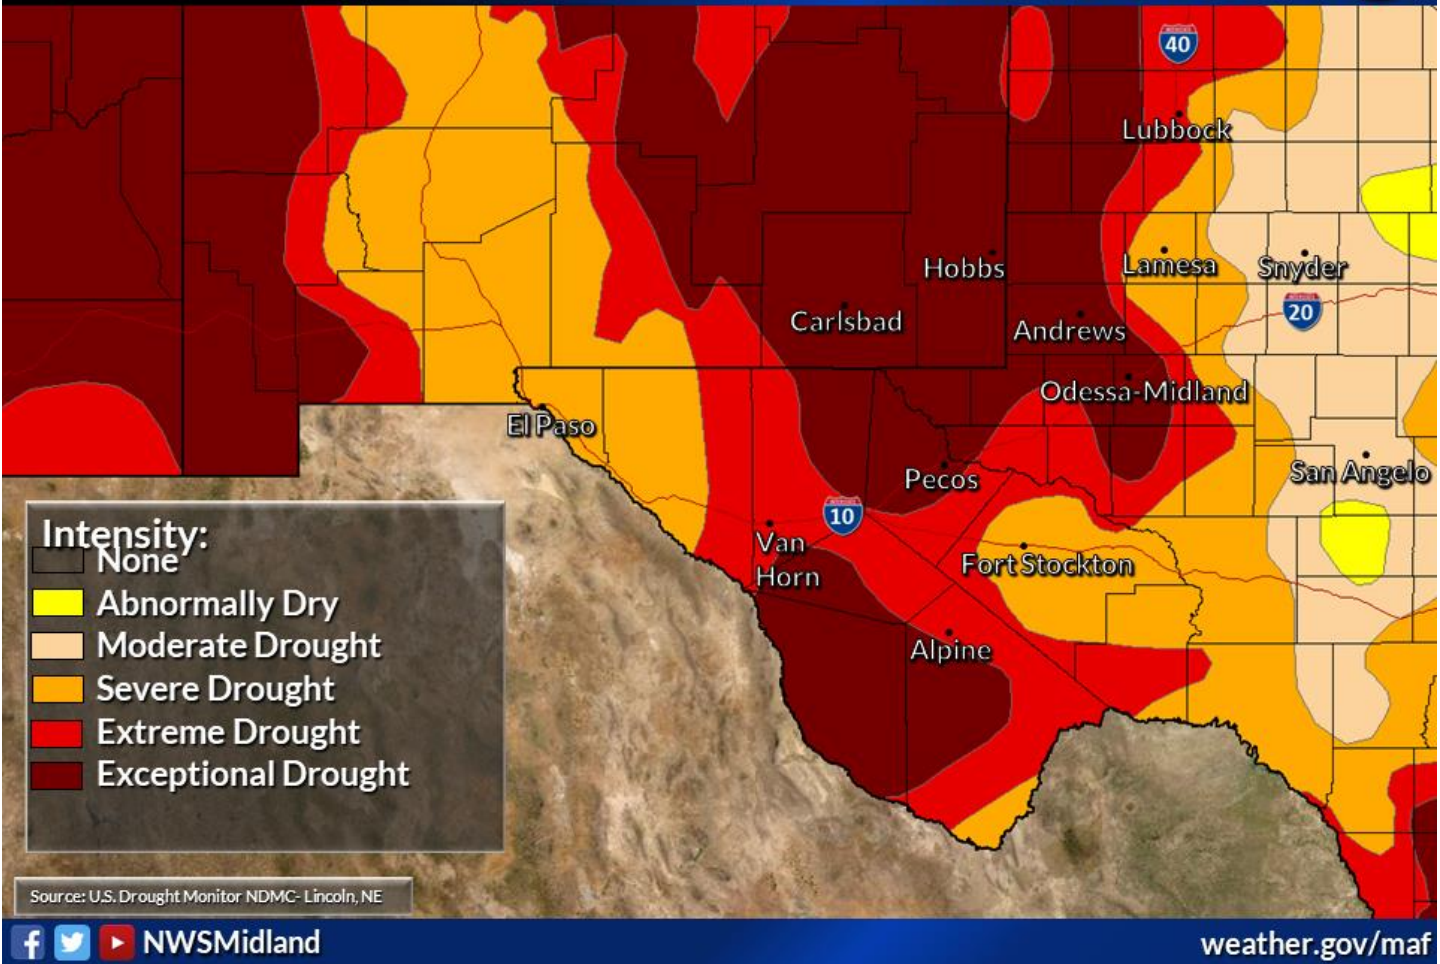 40
Lubbock
Hobbs
Lamesa
Snyder
Carlsbad
Andrews
20
Odessa-Midland
El Paso
Pecos
San Angelo
10
Van
Horn
Fort Stockton
Alpine
Intensity:
None
Abnormally Dry
Moderate Drought
Severe Drought
Extreme Drought
Exceptional Drought
Source: U.S. Drought Monitor NDMC- Lincoln, NE
NWSMidland
weather.gov/maf